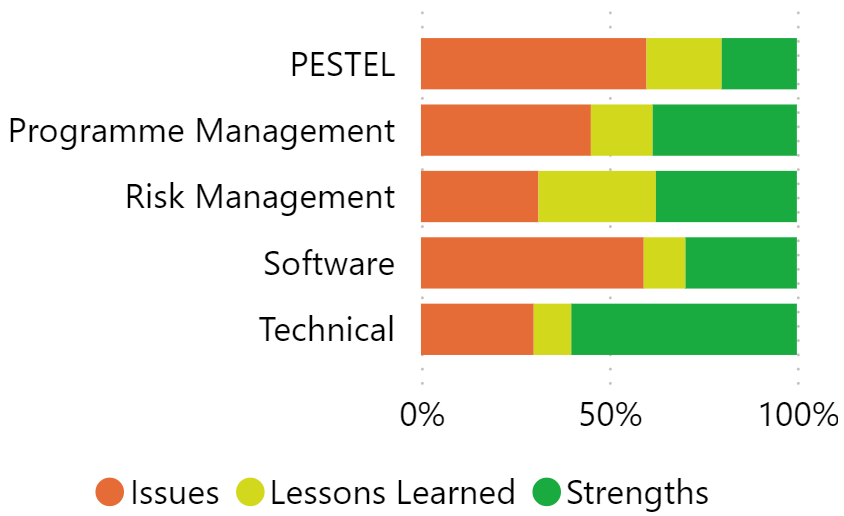 PESTEL
Programme Management
Risk Management
Software
Technical
0% 50% 100%
Issues Lessons Learned Strengths